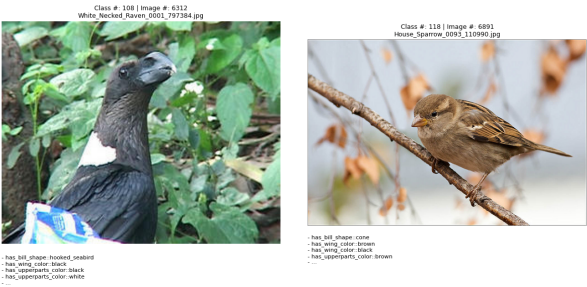 Class #: 108 | Image #: 6312
White_Necked_Raven_0001_797384.jpg
- has_bill_shape::hooked_seabird
- has_wing_color::black
- has_upperparts_color::black
- has_upperparts_color::white
- ...
Class #: 118 | Image #: 6891
House_Sparrow_0093_110990.jpg
- has_bill_shape::cone
- has_wing_color::brown
- has_wing_color::black
- has_upperparts_color::brown
- ...